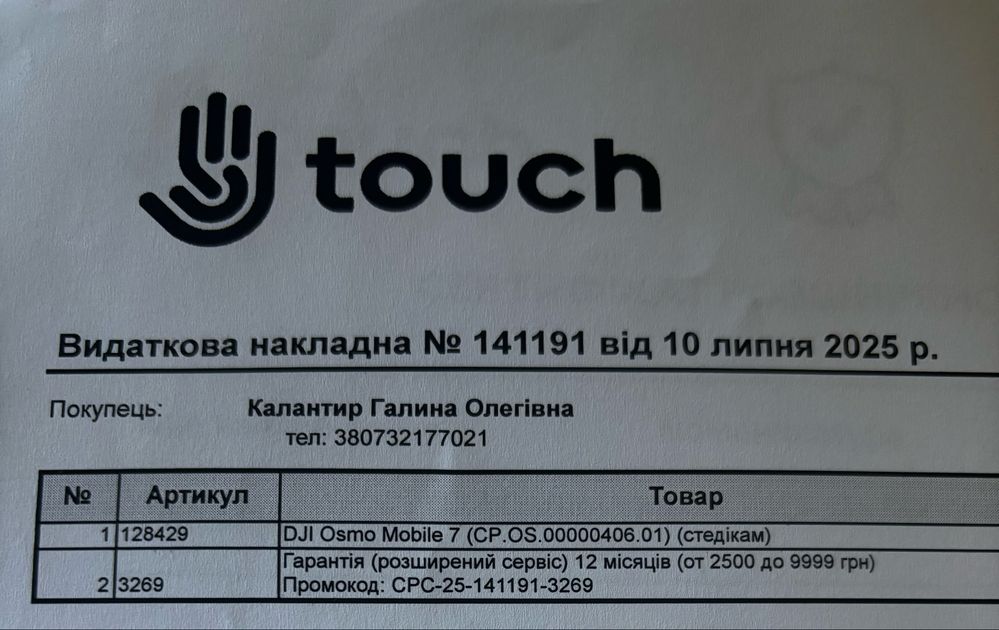 touch
Видаткова накладна № 141191 від 10 липня 2025 р.
Покупець: Калантир Галина Олегівна
тел: 380732177021
№ Артикул Товар
1 128429 DJI Osmo Mobile 7 (CP.OS.00000406.01) (стедікам)
Гарантія (розширений сервіс) 12 місяців (от 2500 до 9999 грн)
2 3269 Промокод: СРС-25-141191-3269